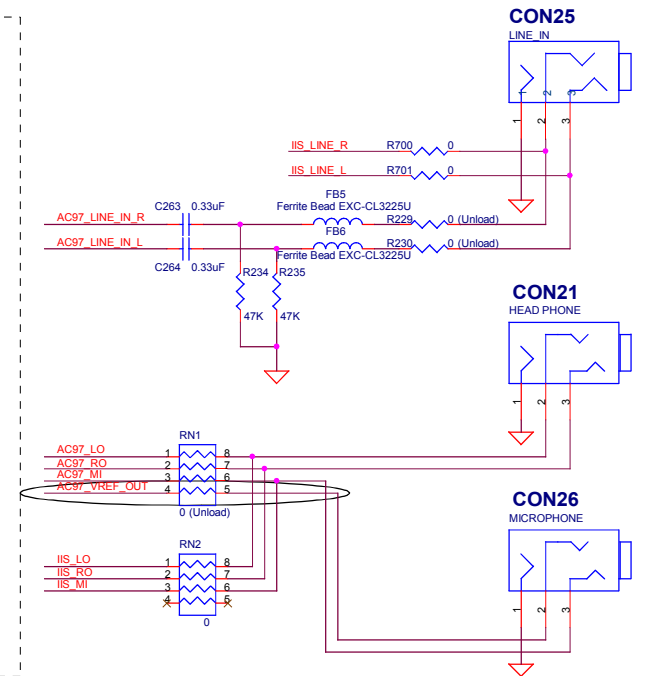 CON25
LINE_IN
1 2 3
1 2 3
IIS_LINE_R R700 0
IIS_LINE_L R701 0
C263 0.33uF
FB5
Ferrite Bead EXC-CL3225U
AC97_LINE_IN_R
R229 0 (Unload)
FB6
AC97_LINE_IN_L
R230 0 (Unload)
Ferrite Bead EXC-CL3225U
C264 0.33uF
R234 R235
47K 47K
CON21
HEAD PHONE
1 2 3
RN1
AC97_LO 1 8
AC97_RO 2 7
AC97_MI 3 6
AC97_VREF_OUT 4 5
0 (Unload)
CON26
MICROPHONE
RN2
IIS_LO 1 8
IIS_RO 2 7
IIS_MI 3 6
4 5
0
1 2 3